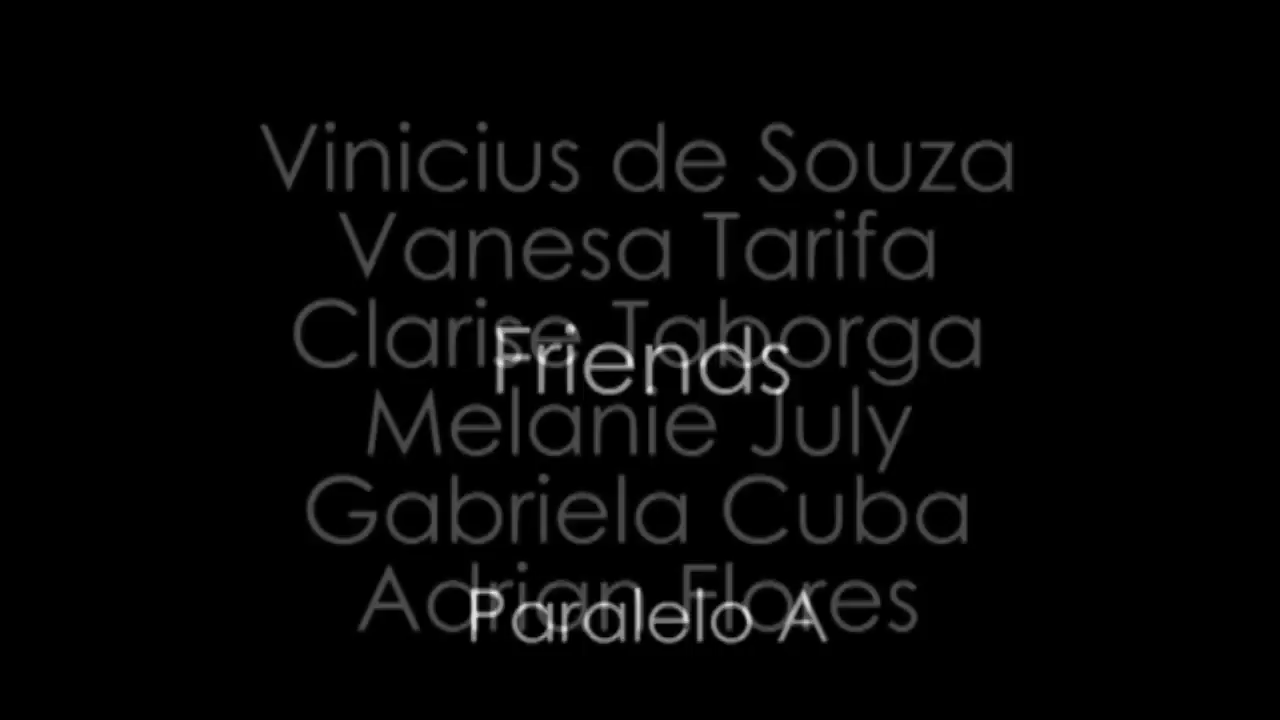 Vinicius de Souza
Vanesa Tarifa
Clarise Taborga
Friends
Melanie July
Gabriela Cuba
Adrian Flores
Paralelo A